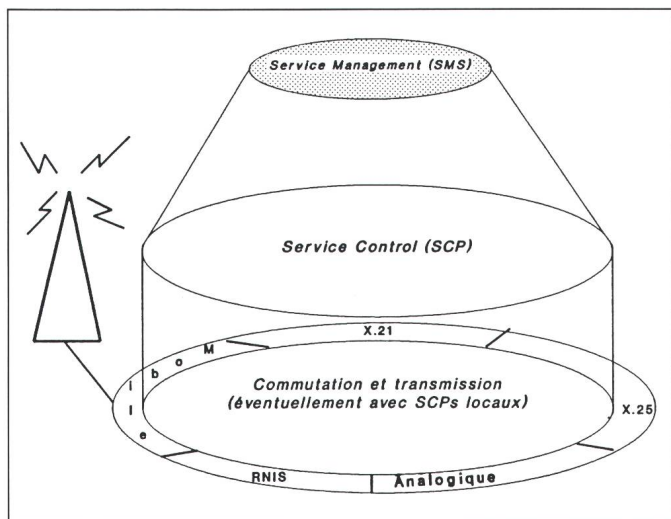 Service Management (SMS)
Service Control (SCP)
X.21
Mobile
Commutation et transmission
(éventuellement avec SCPs locaux)
X.25
RNIS
Analogique